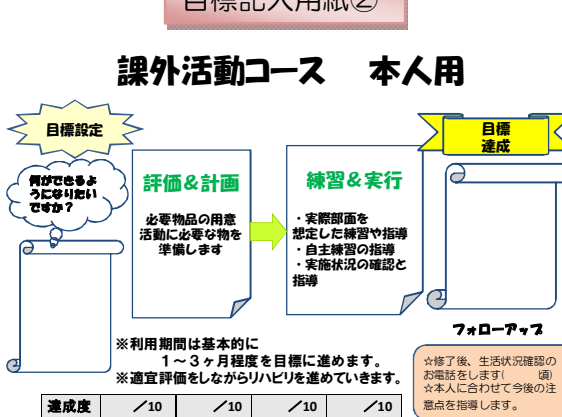 目標記入用紙②
課外活動コース　本人用
目標設定
何ができるよ
うになりたい
ですか？
評価＆計画
必要物品の用意
活動に必要な物を
準備します
練習＆実行
・実際部面を
想定した練習や指導
・自主練習の指導
・実施状況の確認と
指導
目標
達成
フォローアップ
☆修了後、生活状況確認の
お電話をします(　　　頃)
☆本人に合わせて今後の注
意点を指導します。
※利用期間は基本的に
１～３ヶ月程度を目標に進めます。
※適宜評価をしながらリハビリを進めていきます。
達成度　／10　／10　／10　／10